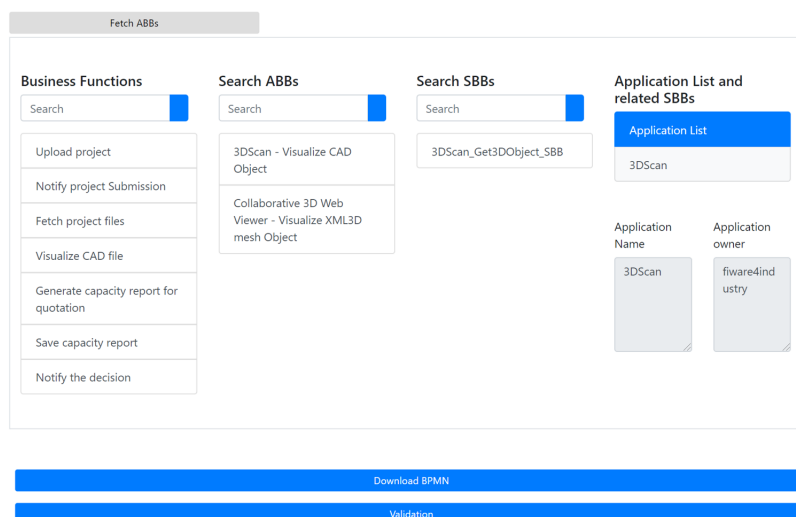 Fetch ABBs
Business Functions
Search
Upload project
Notify project Submission
Fetch project files
Visualize CAD file
Generate capacity report for
quotation
Save capacity report
Notify the decision
Search ABBs
Search
3DScan - Visualize CAD
Object
Collaborative 3D Web
Viewer - Visualize XML3D
mesh Object
Search SBBs
Search
3DScan_Get3DObject_SBB
Application List and
related SBBs
Application List
3DScan
Application
Name
3DScan
Application
owner
fiware4ind
ustry
Download BPMN
Validation